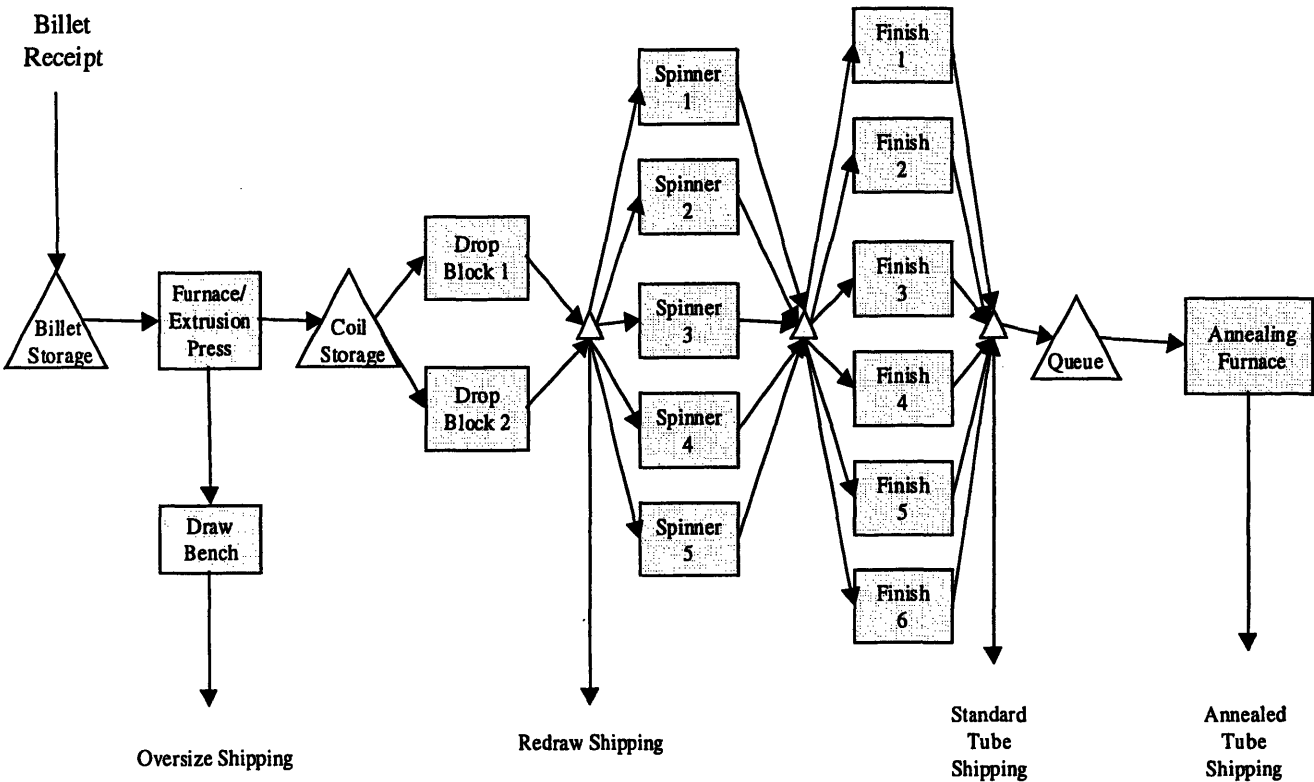 Billet
Receipt
Billet
Storage
Furnace/
Extrusion
Press
Draw
Bench
Oversize Shipping
Coil
Storage
Drop
Block 1
Drop
Block 2
Redraw Shipping
Spinner
1
Spinner
2
Spinner
3
Spinner
4
Spinner
5
Finish
1
Finish
2
Finish
3
Finish
4
Finish
5
Finish
6
Standard
Tube
Shipping
Queue
Annealing
Furnace
Annealed
Tube
Shipping